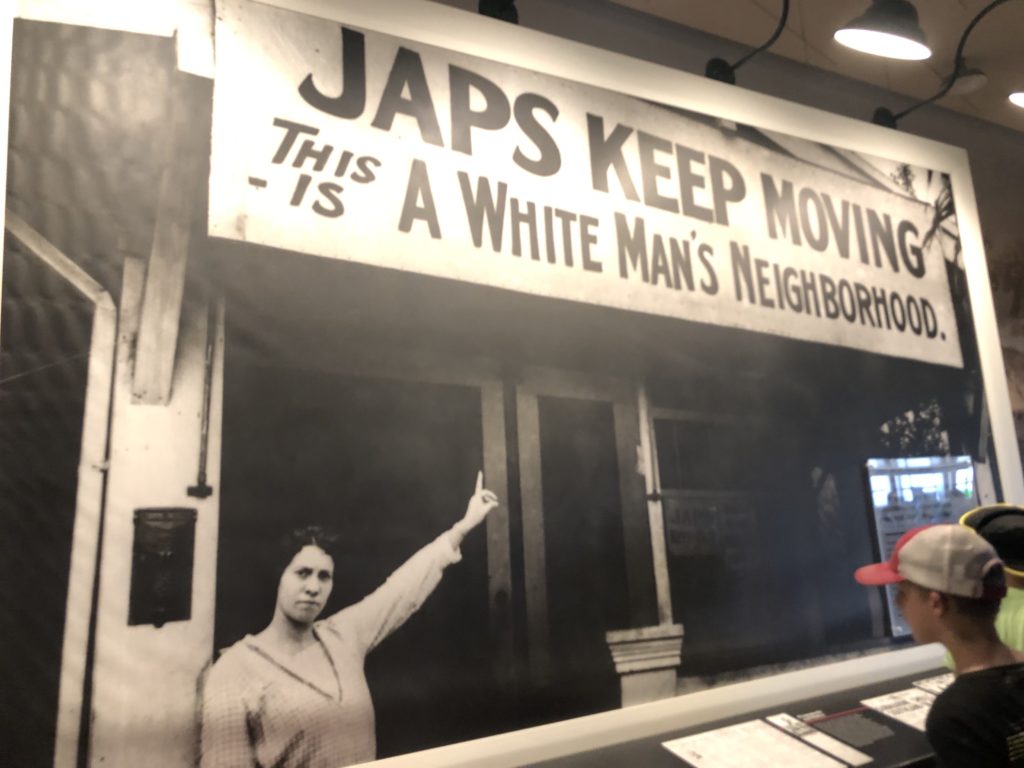 JAPS KEEP MOVING
THIS IS A WHITE MAN'S NEIGHBORHOOD.